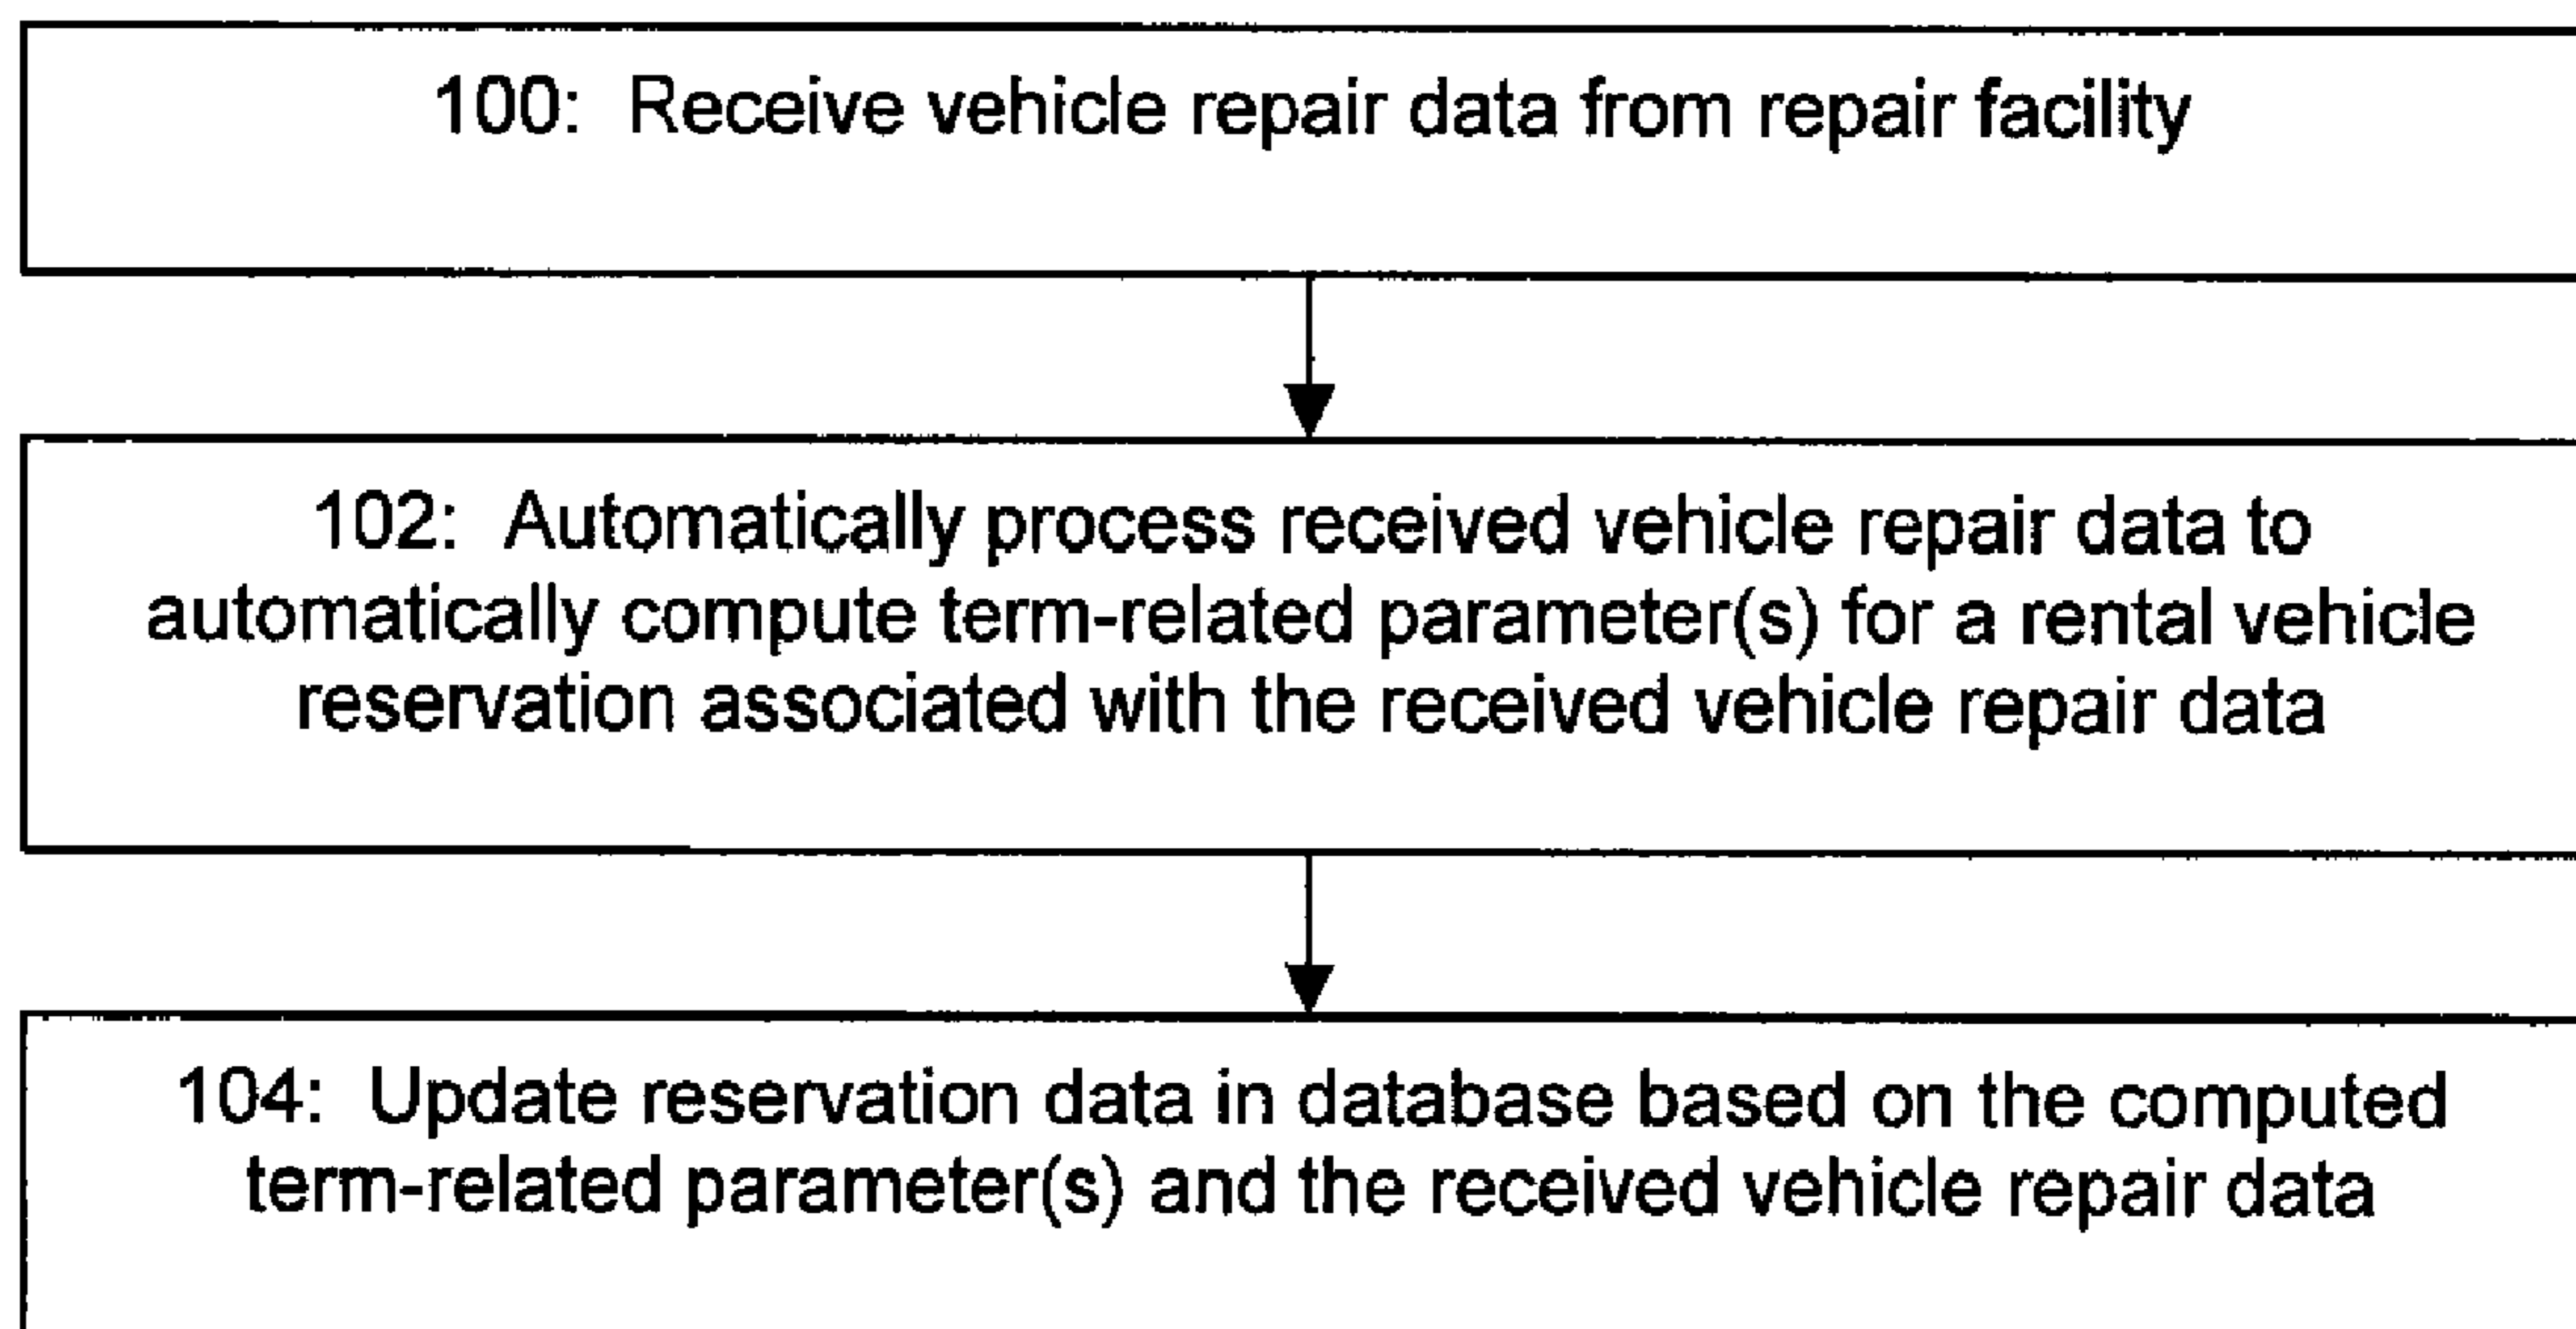 100: Receive vehicle repair data from repair facility
102: Automatically process received vehicle repair data to
automatically compute term-related parameter(s) for a rental vehicle
reservation associated with the received vehicle repair data
104: Update reservation data in database based on the computed
term-related parameter(s) and the received vehicle repair data